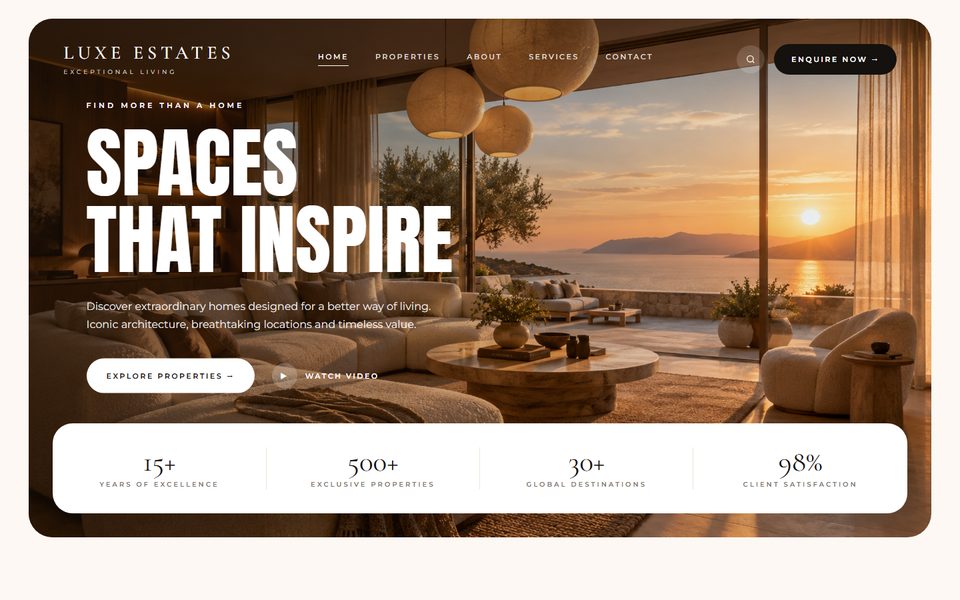 LUXE ESTATES
EXCEPTIONAL LIVING
HOME PROPERTIES ABOUT SERVICES CONTACT
ENQUIRE NOW →
FIND MORE THAN A HOME
SPACES
THAT INSPIRE
Discover extraordinary homes designed for a better way of living.
Iconic architecture, breathtaking locations and timeless value.
EXPLORE PROPERTIES →
WATCH VIDEO
15+
YEARS OF EXCELLENCE
500+
EXCLUSIVE PROPERTIES
30+
GLOBAL DESTINATIONS
98%
CLIENT SATISFACTION